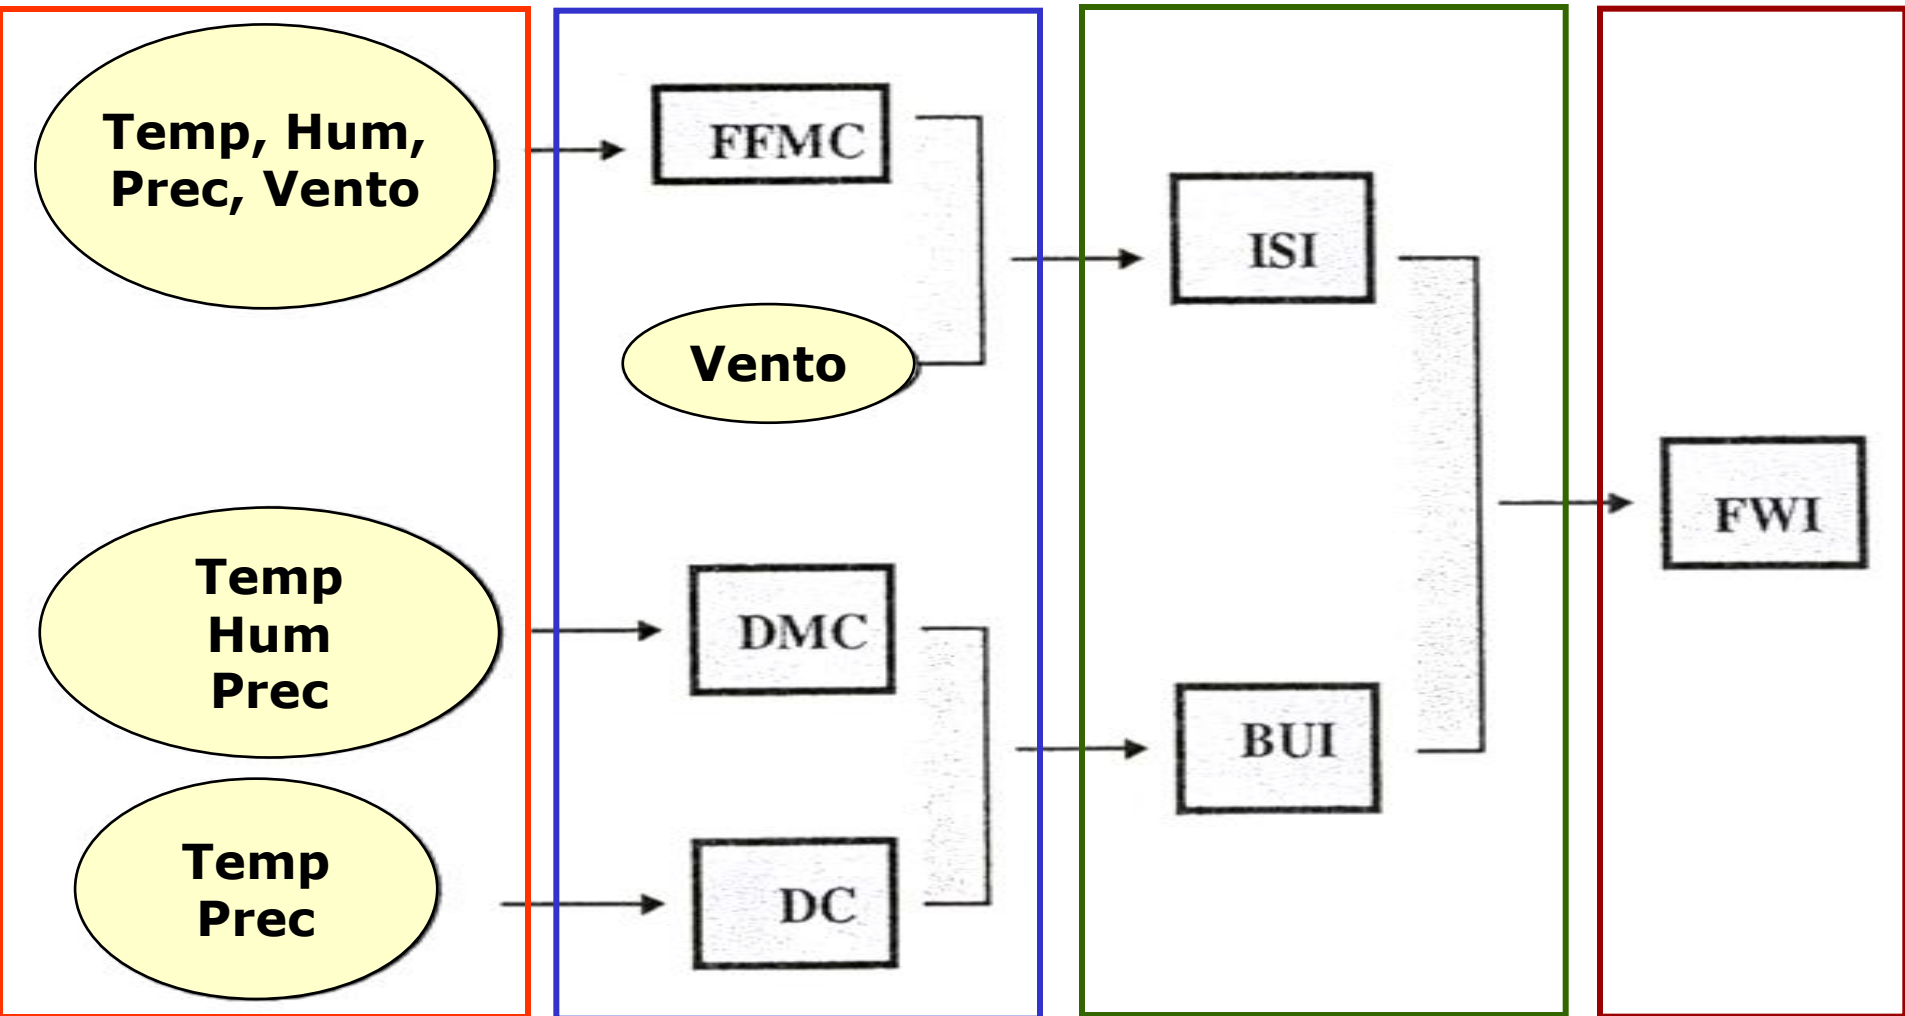 Temp, Hum,
Prec, Vento
FFMC
Vento
ISI
Temp
Hum
Prec
DMC
BUI
FWI
Temp
Prec
DC